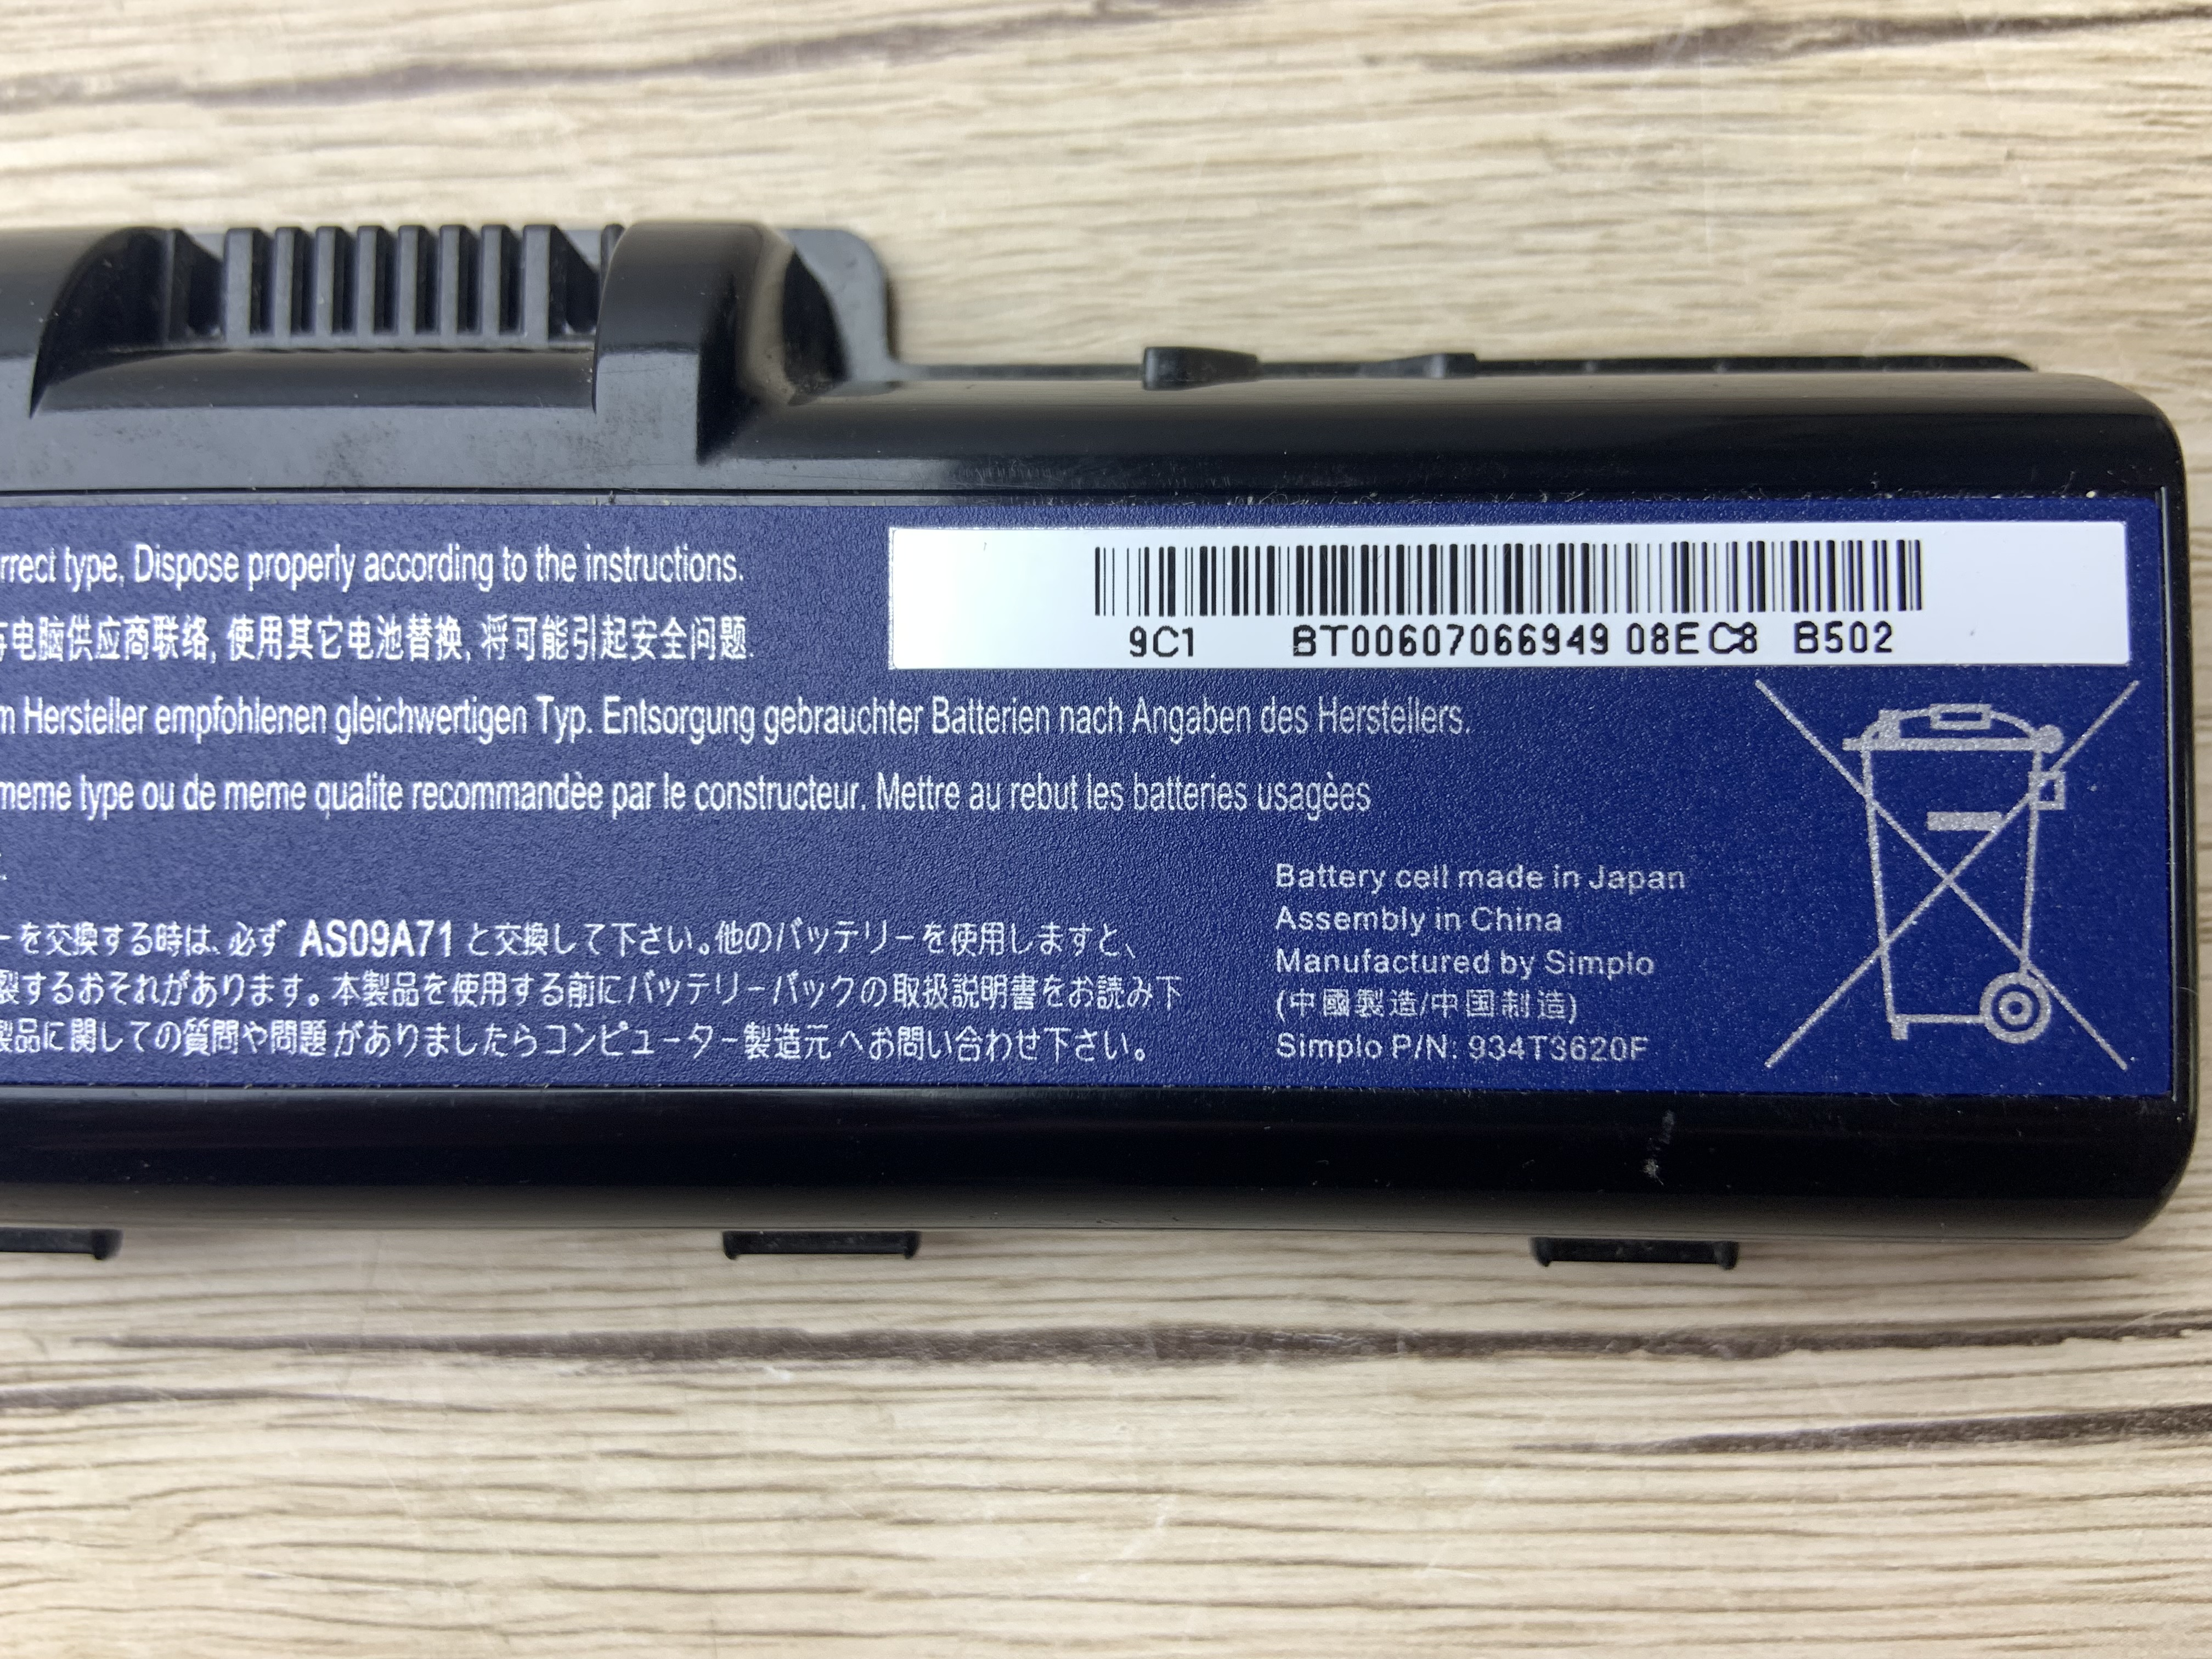 rrect type, Dispose properly according to the instructions.
电脑供应商联络, 使用其它电池替换, 将可能引起安全问题.
9C1 BT00607066949 08EC8 B502
m Hersteller empfohlenen gleichwertigen Typ. Entsorgung gebrauchter Batterien nach Angaben des Herstellers.
meme type ou de meme qualite recommandèe par le constructeur. Mettre au rebut les batteries usagèes
ーを交換する時は、必ず AS09A71 と交換して下さい。他のバッテリーを使用しますと、
裂するおそれがあります。本製品を使用する前にバッテリーパックの取扱説明書をお読み下
製品に関しての質問や問題がありましたらコンピューター製造元へお問い合わせ下さい。
Battery cell made in Japan
Assembly in China
Manufactured by Simplo
(中國製造/中国制造)
Simplo P/N: 934T3620F